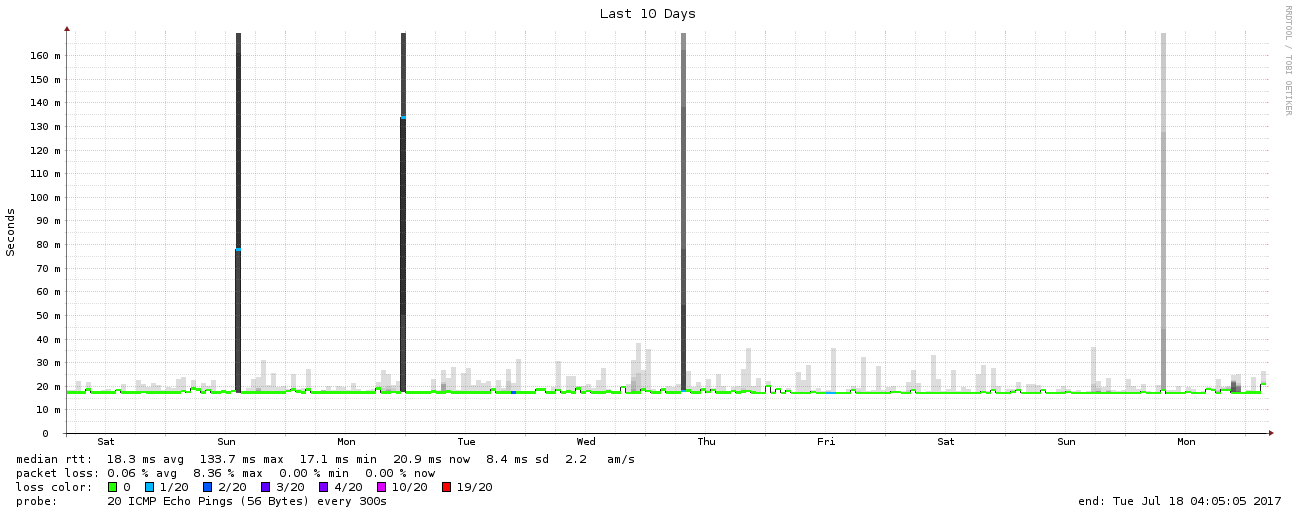 Last 10 Days
RRDTOOL / TOBI OETIKER
Seconds
160 m
150 m
140 m
130 m
120 m
110 m
100 m
90 m
80 m
70 m
60 m
50 m
40 m
30 m
20 m
10 m
0
Sat Sun Mon Tue Wed Thu Fri Sat Sun Mon
median rtt: 18.3 ms avg 133.7 ms max 17.1 ms min 20.9 ms now 8.4 ms sd 2.2 am/s
packet loss: 0.06 % avg 8.36 % max 0.00 % min 0.00 % now
loss color: 0 1/20 2/20 3/20 4/20 10/20 19/20
probe: 20 ICMP Echo Pings (56 Bytes) every 300s end: Tue Jul 18 04:05:05 2017